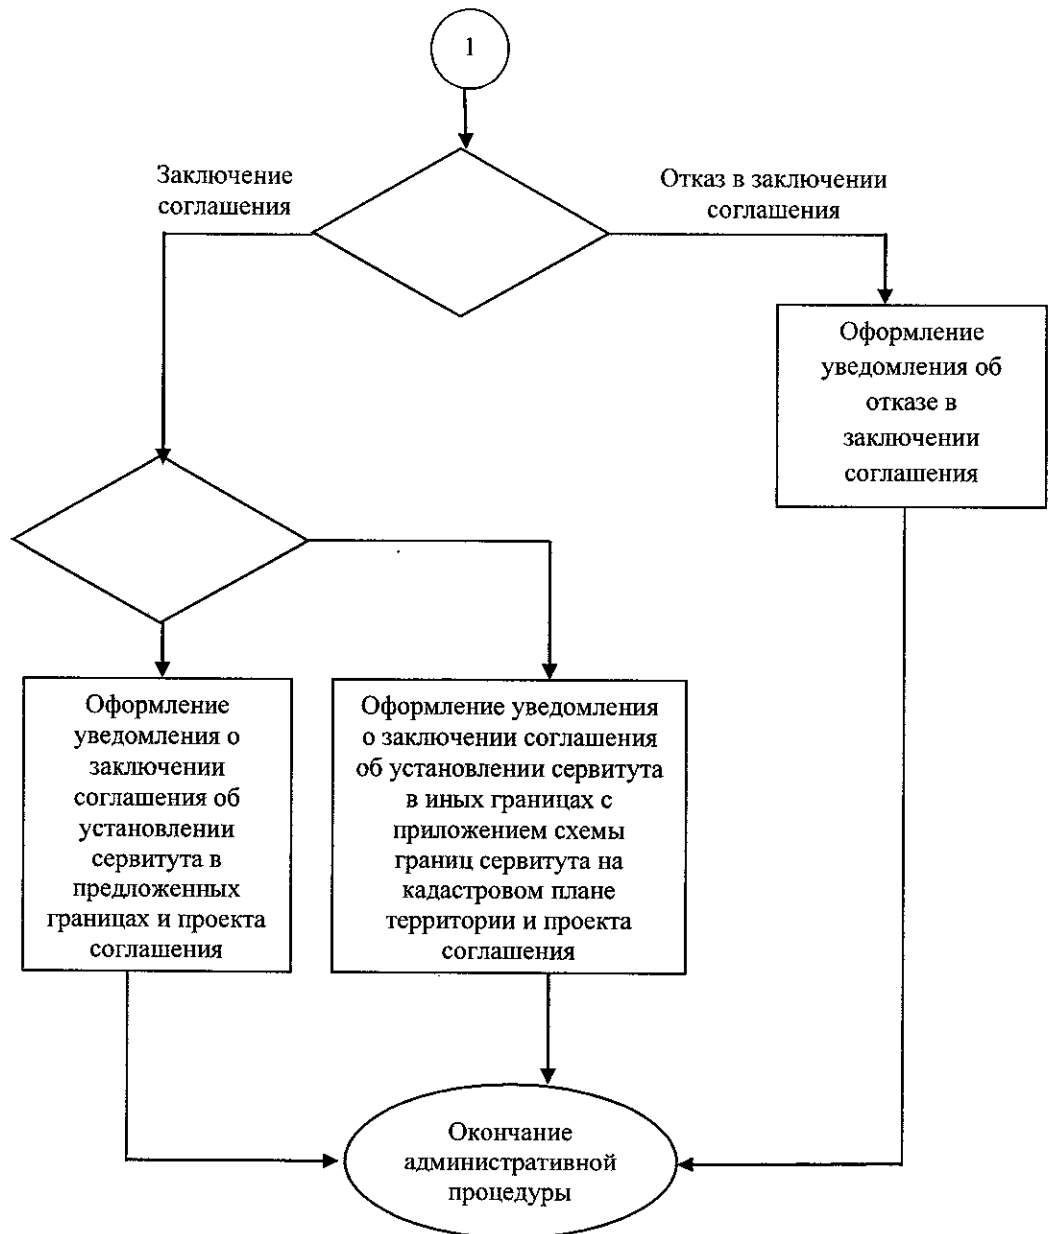 1
Заключение
соглашения
Отказ в заключении
соглашения
Оформление
уведомления об
отказе в
заключении
соглашения
Оформление
уведомления о
заключении
соглашения об
установлении
сервитута в
предложенных
границах и проекта
соглашения
Оформление уведомления
о заключении соглашения
об установлении сервитута
в иных границах с
приложением схемы
границ сервитута на
кадастровом плане
территории и проекта
соглашения
Окончание
административной
процедуры